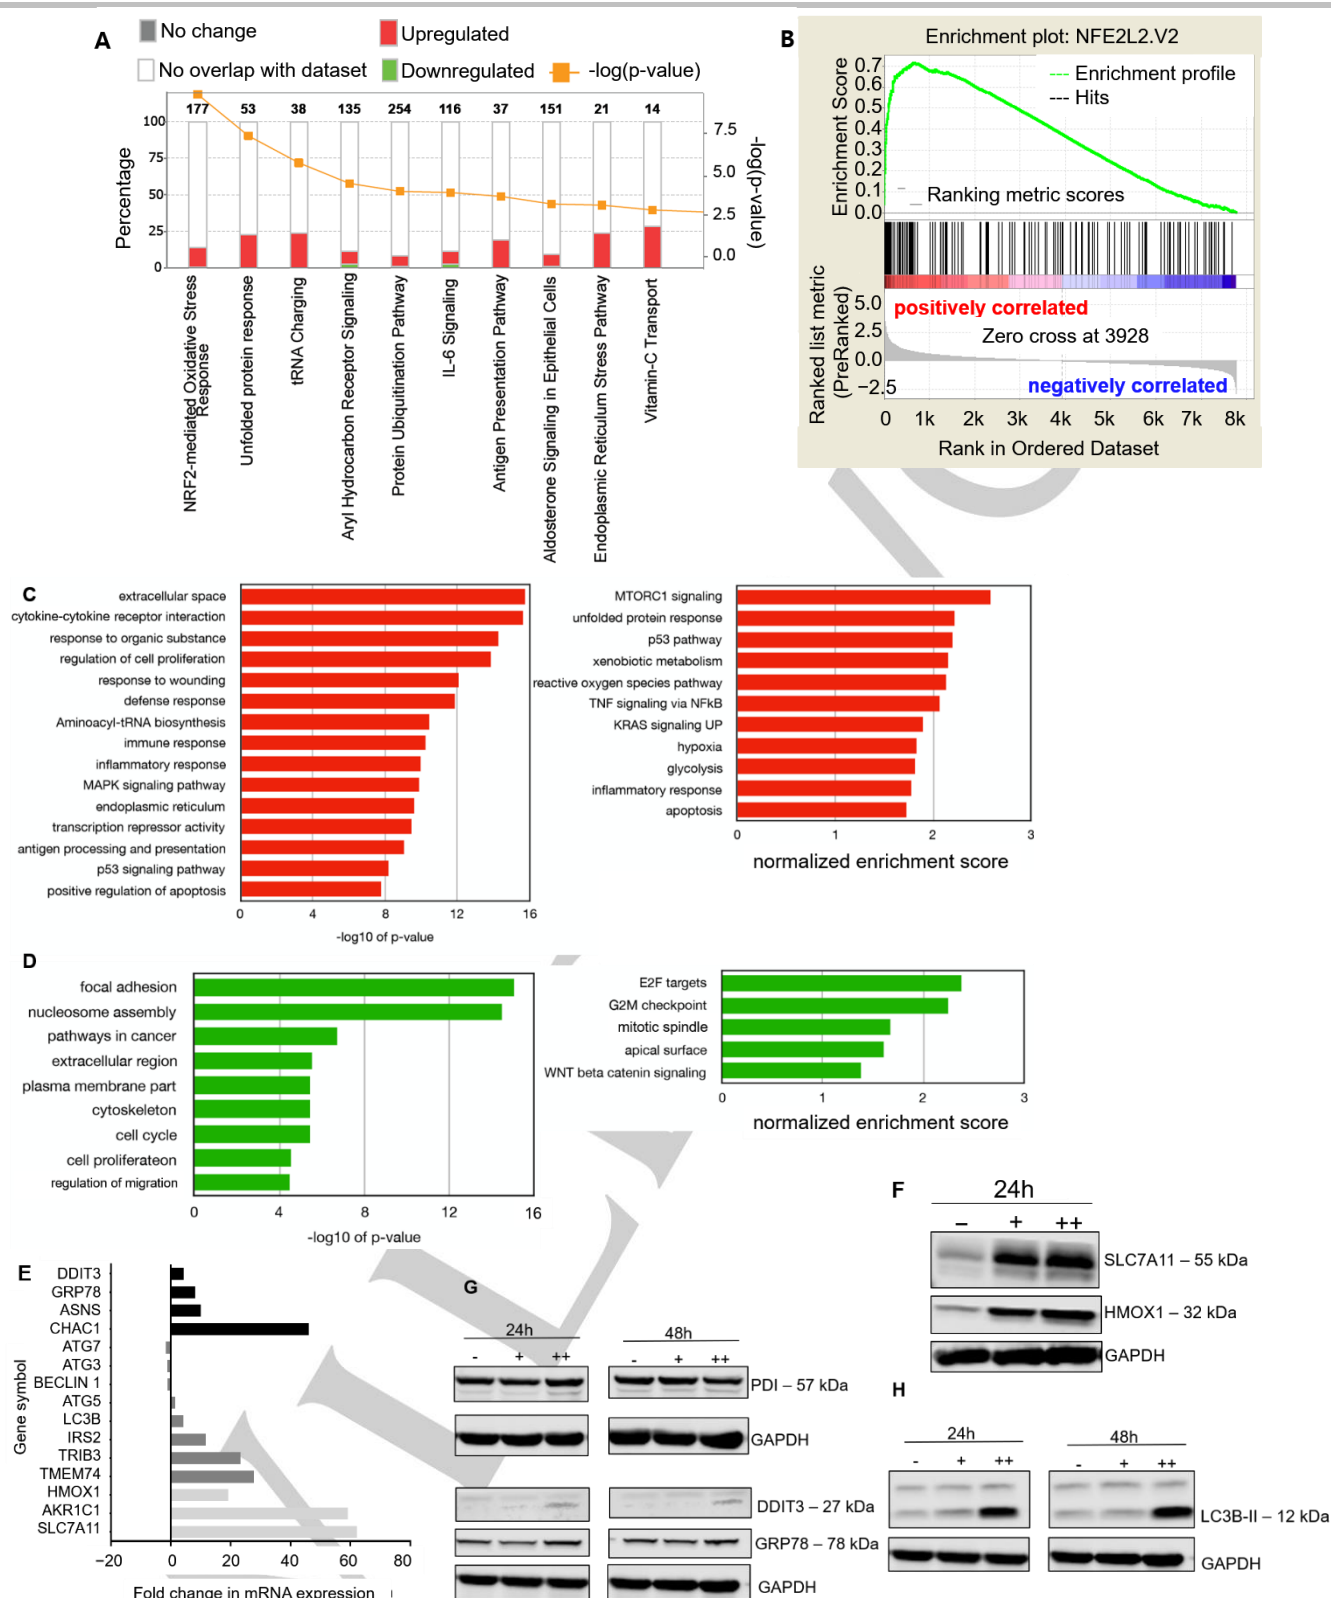 A
No change
Upregulated
No overlap with dataset
Downregulated
-log(p-value)
177 53 38 135 254 116 37 151 21 14
100
75
50
25
0
Percentage
7.5
5.0
2.5
0.0
-log(p-value)
NRF2-mediated Oxidative Stress
Response
Unfolded protein response
tRNA Charging
Aryl Hydrocarbon Receptor Signaling
Protein Ubiquitination Pathway
IL-6 Signaling
Antigen Presentation Pathway
Aldosterone Signaling in Epithelial Cells
Endoplasmic Reticulum Stress Pathway
Vitamin-C Transport
B
Enrichment plot: NFE2L2.V2
Enrichment Score
0.7
0.6
0.5
0.4
0.3
0.2
0.1
0.0
Enrichment profile
Hits
Ranking metric scores
Ranked list metric
(PreRanked)
5.0
2.5
0.0
−2.5
positively correlated
Zero cross at 3928
negatively correlated
0 1k 2k 3k 4k 5k 6k 7k 8k
Rank in Ordered Dataset
C
extracellular space
cytokine-cytokine receptor interaction
response to organic substance
regulation of cell proliferation
response to wounding
defense response
Aminoacyl-tRNA biosynthesis
immune response
inflammatory response
MAPK signaling pathway
endoplasmic reticulum
transcription repressor activity
antigen processing and presentation
p53 signaling pathway
positive regulation of apoptosis
0 4 8 12 16
-log10 of p-value
MTORC1 signaling
unfolded protein response
p53 pathway
xenobiotic metabolism
reactive oxygen species pathway
TNF signaling via NFkB
KRAS signaling UP
hypoxia
glycolysis
inflammatory response
apoptosis
0 1 2 3
normalized enrichment score
D
focal adhesion
nucleosome assembly
pathways in cancer
extracellular region
plasma membrane part
cytoskeleton
cell cycle
cell proliferateon
regulation of migration
0 4 8 12 16
-log10 of p-value
E2F targets
G2M checkpoint
mitotic spindle
apical surface
WNT beta catenin signaling
0 1 2 3
normalized enrichment score
E
Gene symbol
DDIT3
GRP78
ASNS
CHAC1
ATG7
ATG3
BECLIN 1
ATG5
LC3B
IRS2
TRIB3
TMEM74
HMOX1
AKR1C1
SLC7A11
−20 0 20 40 60 80
Fold change in mRNA expression
F
24h
− + ++
SLC7A11 – 55 kDa
HMOX1 – 32 kDa
GAPDH
G
24h 48h
- + ++ - + ++
PDI – 57 kDa
GAPDH
DDIT3 – 27 kDa
GRP78 – 78 kDa
GAPDH
H
24h 48h
- + ++ - + ++
LC3B-II – 12 kDa
GAPDH